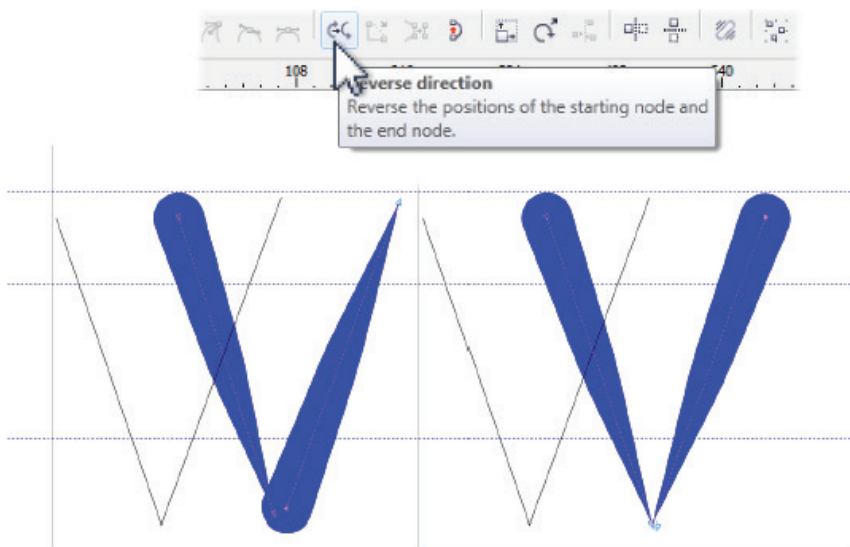 108
540
Reverse direction
Reverse the positions of the starting node and
the end node.